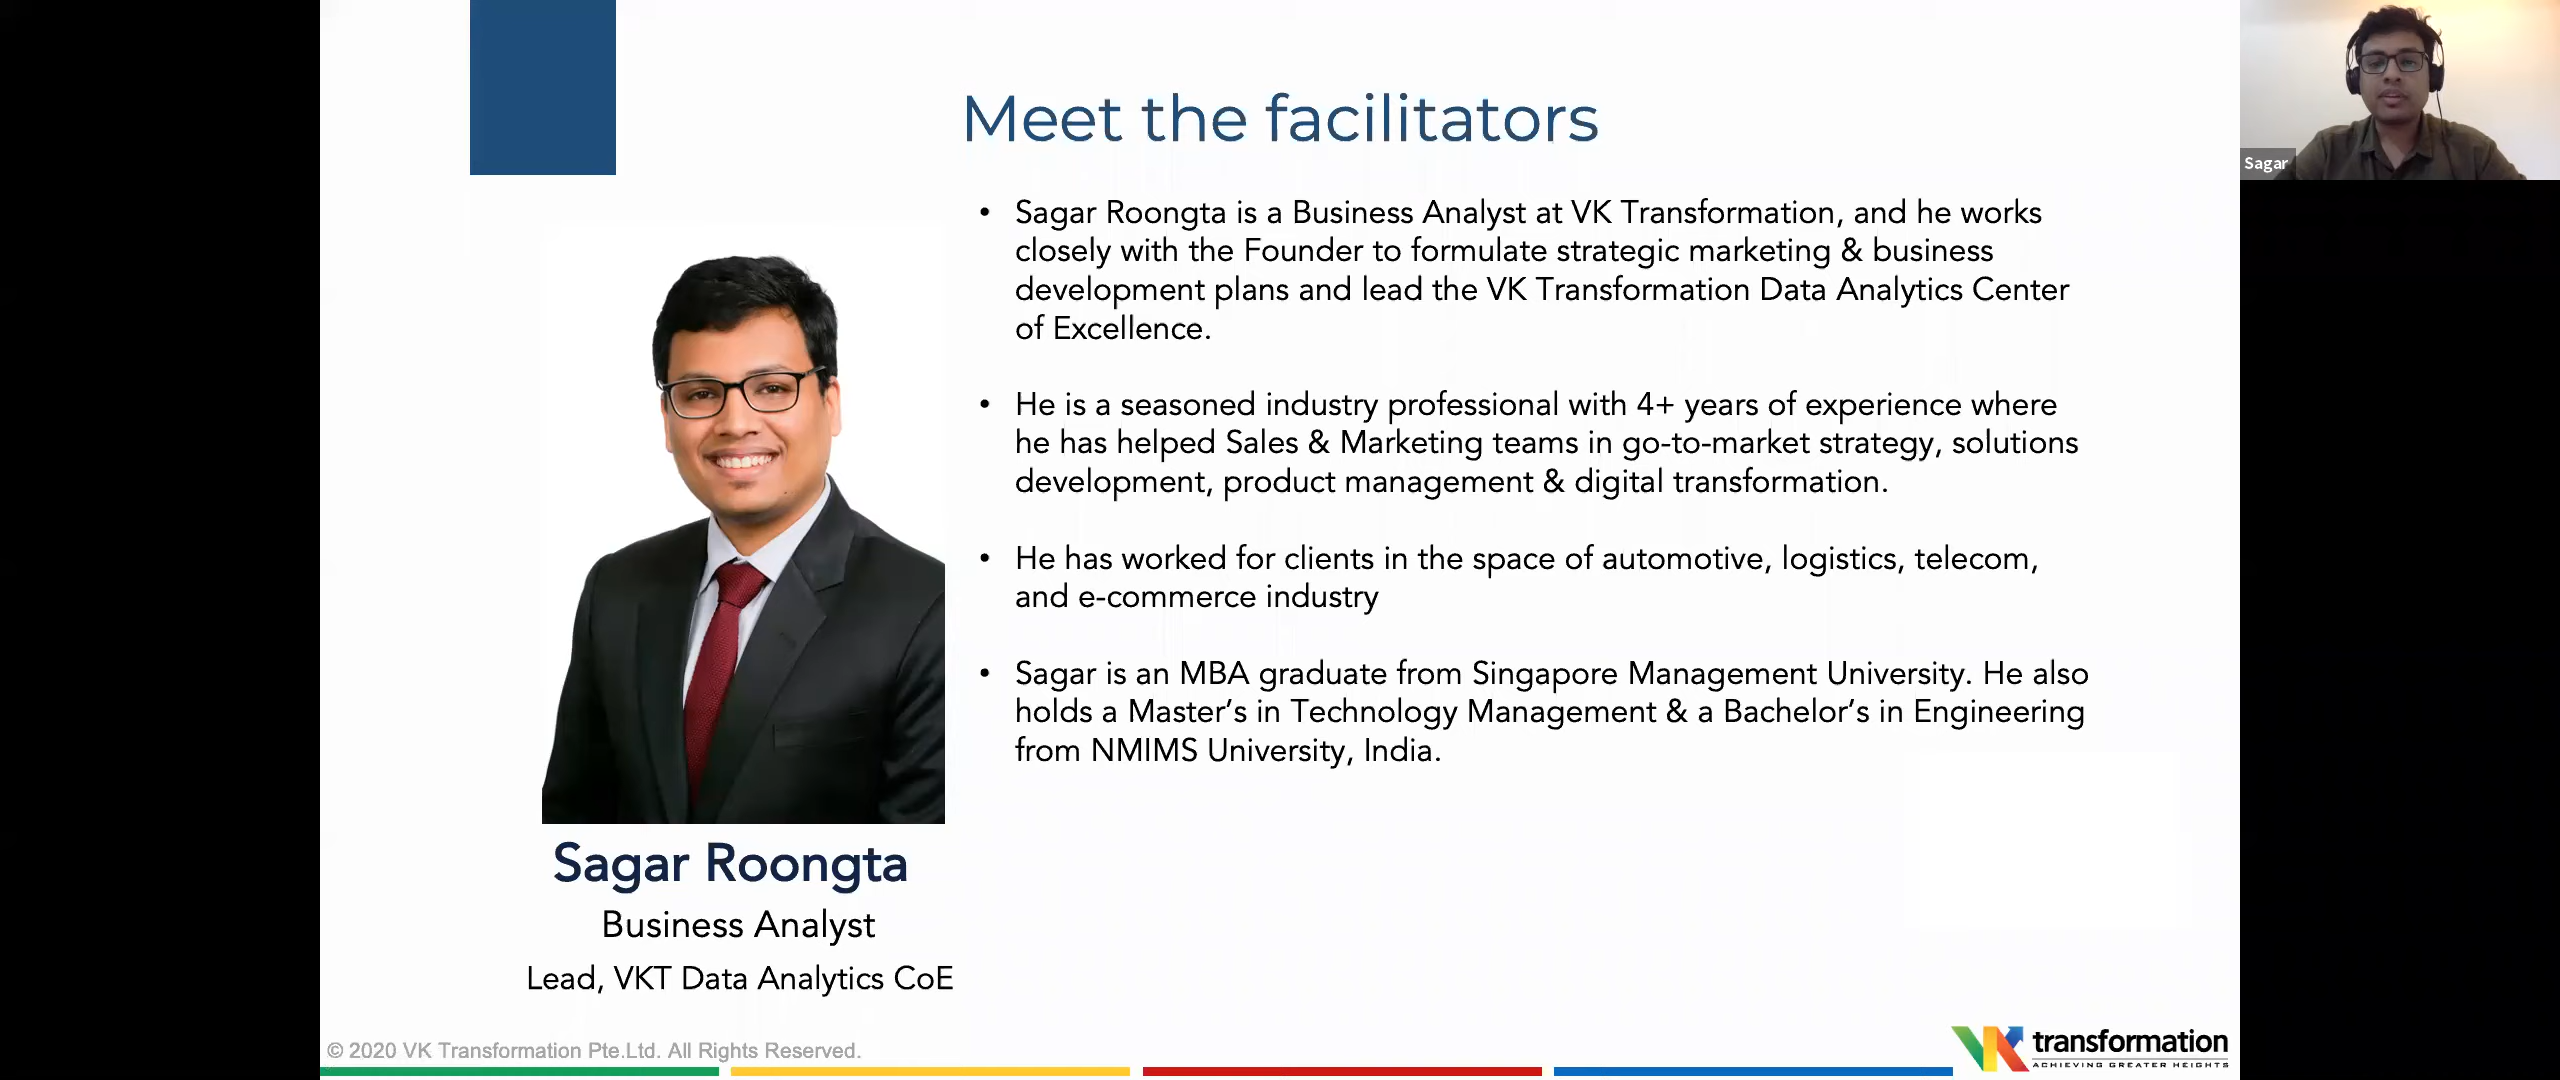 Meet the facilitators
Sagar
• Sagar Roongta is a Business Analyst at VK Transformation, and he works
closely with the Founder to formulate strategic marketing & business
development plans and lead the VK Transformation Data Analytics Center
of Excellence.
• He is a seasoned industry professional with 4+ years of experience where
he has helped Sales & Marketing teams in go-to-market strategy, solutions
development, product management & digital transformation.
• He has worked for clients in the space of automotive, logistics, telecom,
and e-commerce industry
• Sagar is an MBA graduate from Singapore Management University. He also
holds a Master’s in Technology Management & a Bachelor’s in Engineering
from NMIMS University, India.
Sagar Roongta
Business Analyst
Lead, VKT Data Analytics CoE
© 2020 VK Transformation Pte.Ltd. All Rights Reserved.
VK transformation
ACHIEVING GREATER HEIGHTS